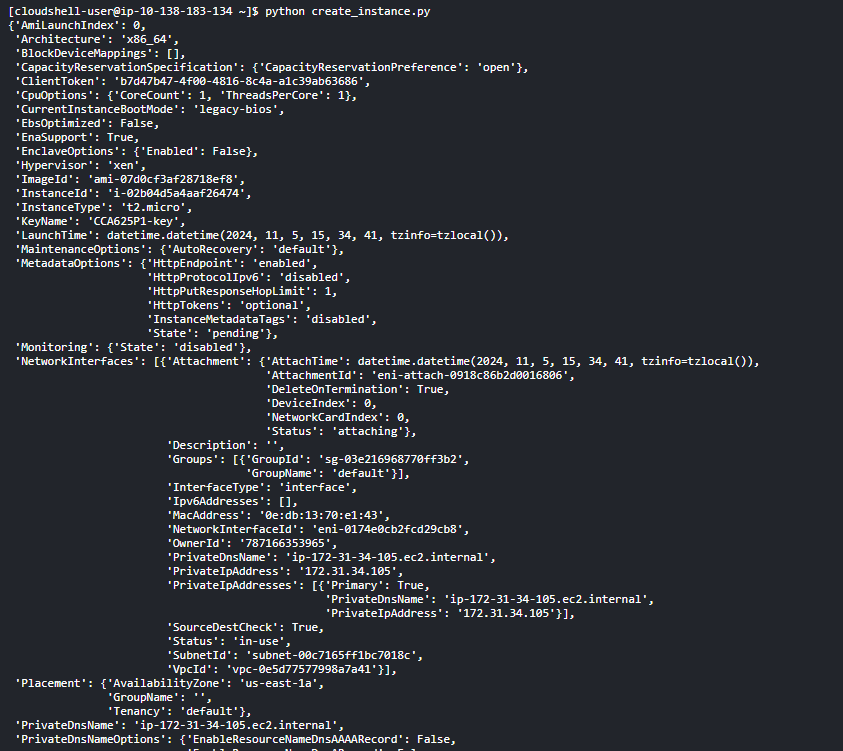 [cloudshell-user@ip-10-138-183-134 ~]$ python create_instance.py
{'AmiLaunchIndex': 0,
 'Architecture': 'x86_64',
 'BlockDeviceMappings': [],
 'CapacityReservationSpecification': {'CapacityReservationPreference': 'open'},
 'ClientToken': 'b7d47b47-4f00-4816-8c4a-a1c39ab63686',
 'CpuOptions': {'CoreCount': 1, 'ThreadsPerCore': 1},
 'CurrentInstanceBootMode': 'legacy-bios',
 'EbsOptimized': False,
 'EnaSupport': True,
 'EnclaveOptions': {'Enabled': False},
 'Hypervisor': 'xen',
 'ImageId': 'ami-07d0cf3af28718ef8',
 'InstanceId': 'i-02b04d5a4aaf26474',
 'InstanceType': 't2.micro',
 'KeyName': 'CCA625P1-key',
 'LaunchTime': datetime.datetime(2024, 11, 5, 15, 34, 41, tzinfo=tzlocal()),
 'MaintenanceOptions': {'AutoRecovery': 'default'},
 'MetadataOptions': {'HttpEndpoint': 'enabled',
                     'HttpProtocolIpv6': 'disabled',
                     'HttpPutResponseHopLimit': 1,
                     'HttpTokens': 'optional',
                     'InstanceMetadataTags': 'disabled',
                     'State': 'pending'},
 'Monitoring': {'State': 'disabled'},
 'NetworkInterfaces': [{'Attachment': {'AttachTime': datetime.datetime(2024, 11, 5, 15, 34, 41, tzinfo=tzlocal()),
                                       'AttachmentId': 'eni-attach-0918c86b2d0016806',
                                       'DeleteOnTermination': True,
                                       'DeviceIndex': 0,
                                       'NetworkCardIndex': 0,
                                       'Status': 'attaching'},
                        'Description': '',
                        'Groups': [{'GroupId': 'sg-03e216968770ff3b2',
                                    'GroupName': 'default'}],
                        'InterfaceType': 'interface',
                        'Ipv6Addresses': [],
                        'MacAddress': '0e:db:13:70:e1:43',
                        'NetworkInterfaceId': 'eni-0174e0cb2fcd29cb8',
                        'OwnerId': '787166353965',
                        'PrivateDnsName': 'ip-172-31-34-105.ec2.internal',
                        'PrivateIpAddress': '172.31.34.105',
                        'PrivateIpAddresses': [{'Primary': True,
                                                'PrivateDnsName': 'ip-172-31-34-105.ec2.internal',
                                                'PrivateIpAddress': '172.31.34.105'}],
                        'SourceDestCheck': True,
                        'Status': 'in-use',
                        'SubnetId': 'subnet-00c7165ff1bc7018c',
                        'VpcId': 'vpc-0e5d77577998a7a41'}],
 'Placement': {'AvailabilityZone': 'us-east-1a',
               'GroupName': '',
               'Tenancy': 'default'},
 'PrivateDnsName': 'ip-172-31-34-105.ec2.internal',
 'PrivateDnsNameOptions': {'EnableResourceNameDnsAAAARecord': False,